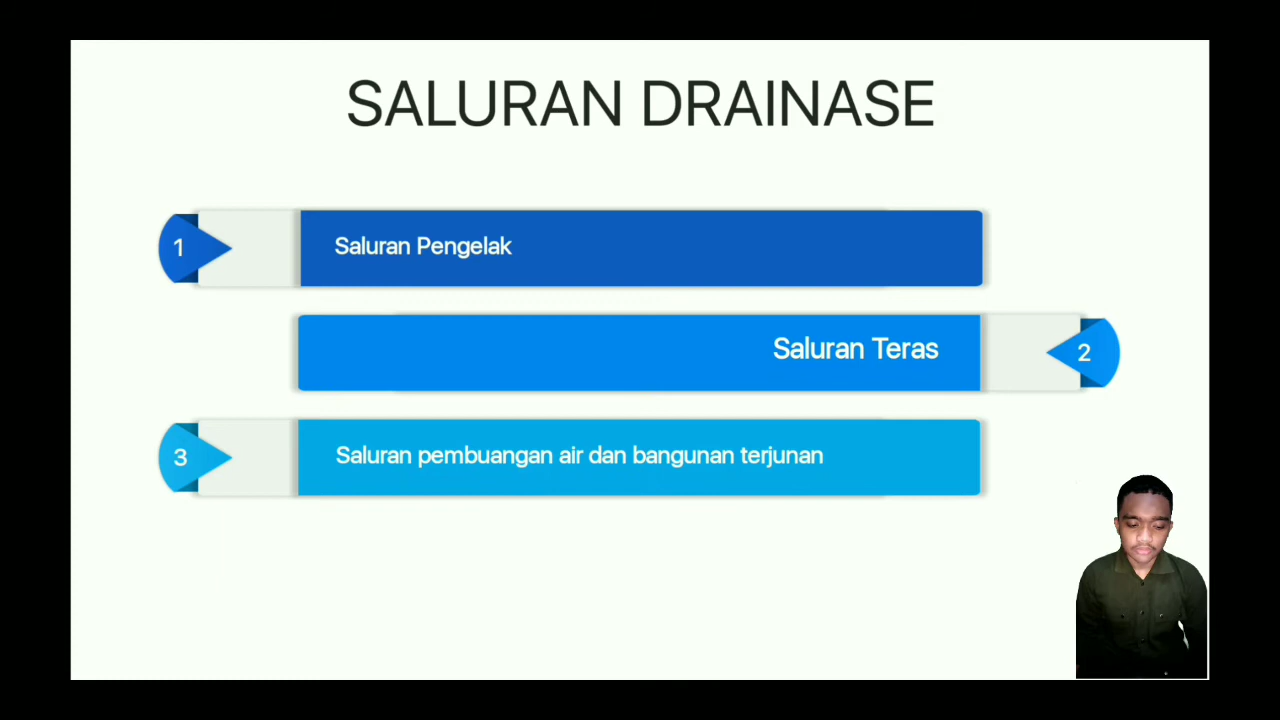 SALURAN DRAINASE
1
Saluran Pengelak
Saluran Teras
2
3
Saluran pembuangan air dan bangunan terjunan